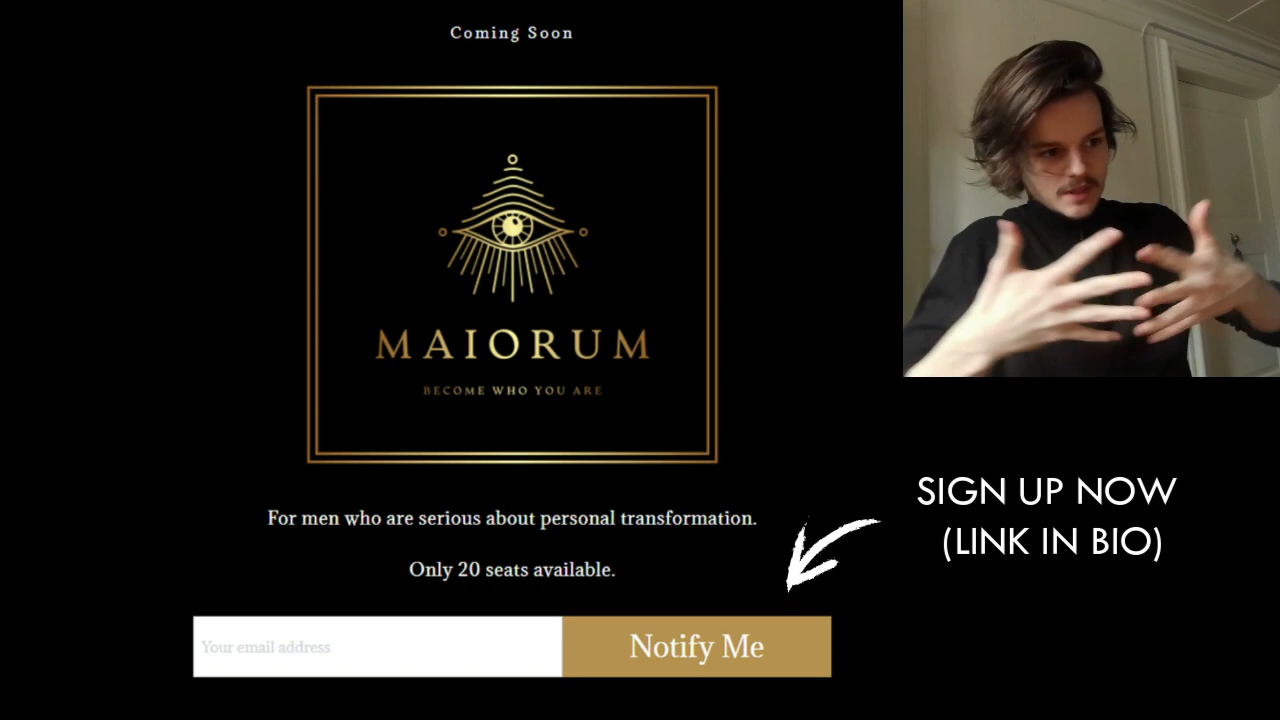 Coming Soon
MAIORUM
BECOME WHO YOU ARE
For men who are serious about personal transformation.
Only 20 seats available.
Your email address
Notify Me
SIGN UP NOW
(LINK IN BIO)